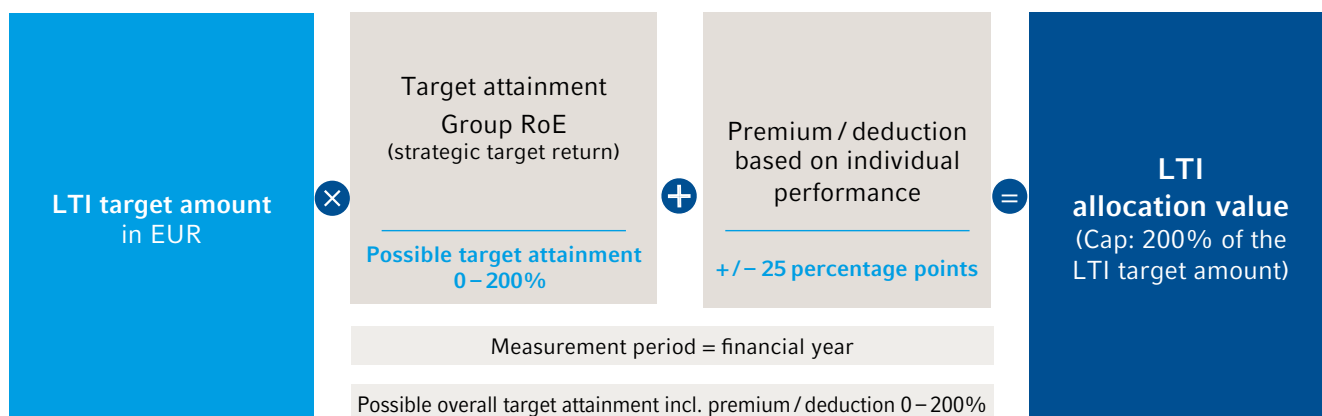 LTI target amount
in EUR
×
Target attainment
Group RoE
(strategic target return)
Possible target attainment
0 – 200%
+
Premium / deduction
based on individual
performance
+ / – 25 percentage points
=
LTI
allocation value
(Cap: 200% of the
LTI target amount)
Measurement period = financial year
Possible overall target attainment incl. premium / deduction 0 – 200%